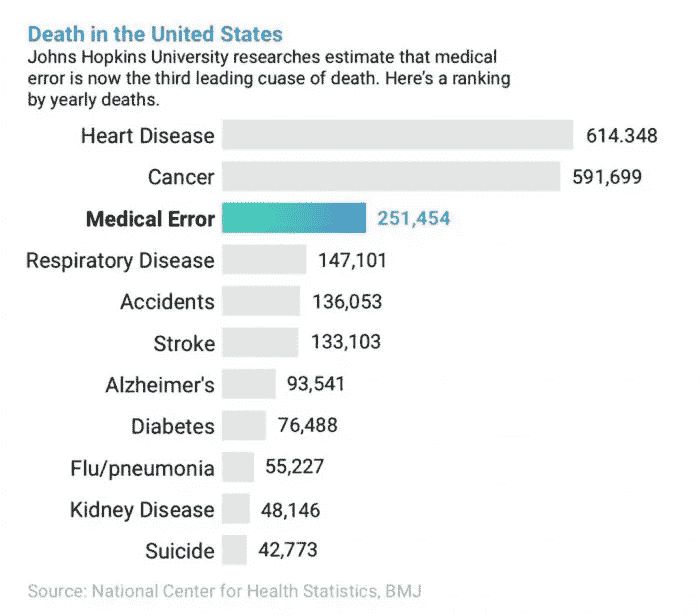 Death in the United States
Johns Hopkins University researches estimate that medical
error is now the third leading cuase of death. Here's a ranking
by yearly deaths.
Heart Disease 614.348
Cancer 591,699
Medical Error 251,454
Respiratory Disease 147,101
Accidents 136,053
Stroke 133,103
Alzheimer's 93,541
Diabetes 76,488
Flu/pneumonia 55,227
Kidney Disease 48,146
Suicide 42,773
Source: National Center for Health Statistics, BMJ